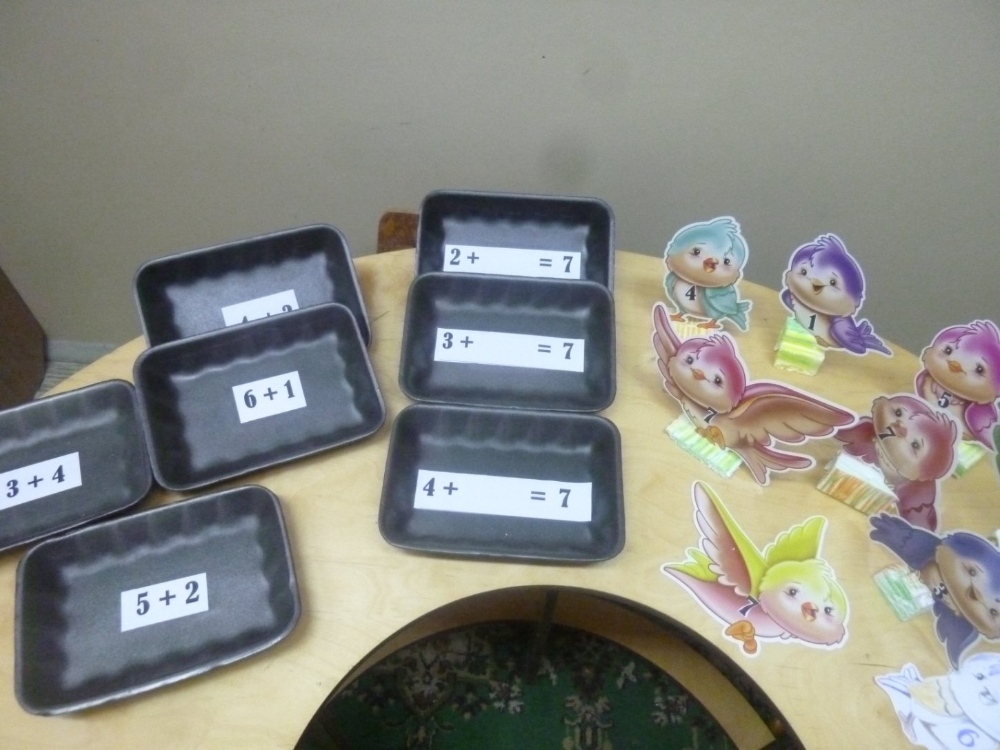 2 + = 7
3 + = 7
6 + 1
4 + = 7
3 + 4
5 + 2
4
1
7
5
7
7
3
6